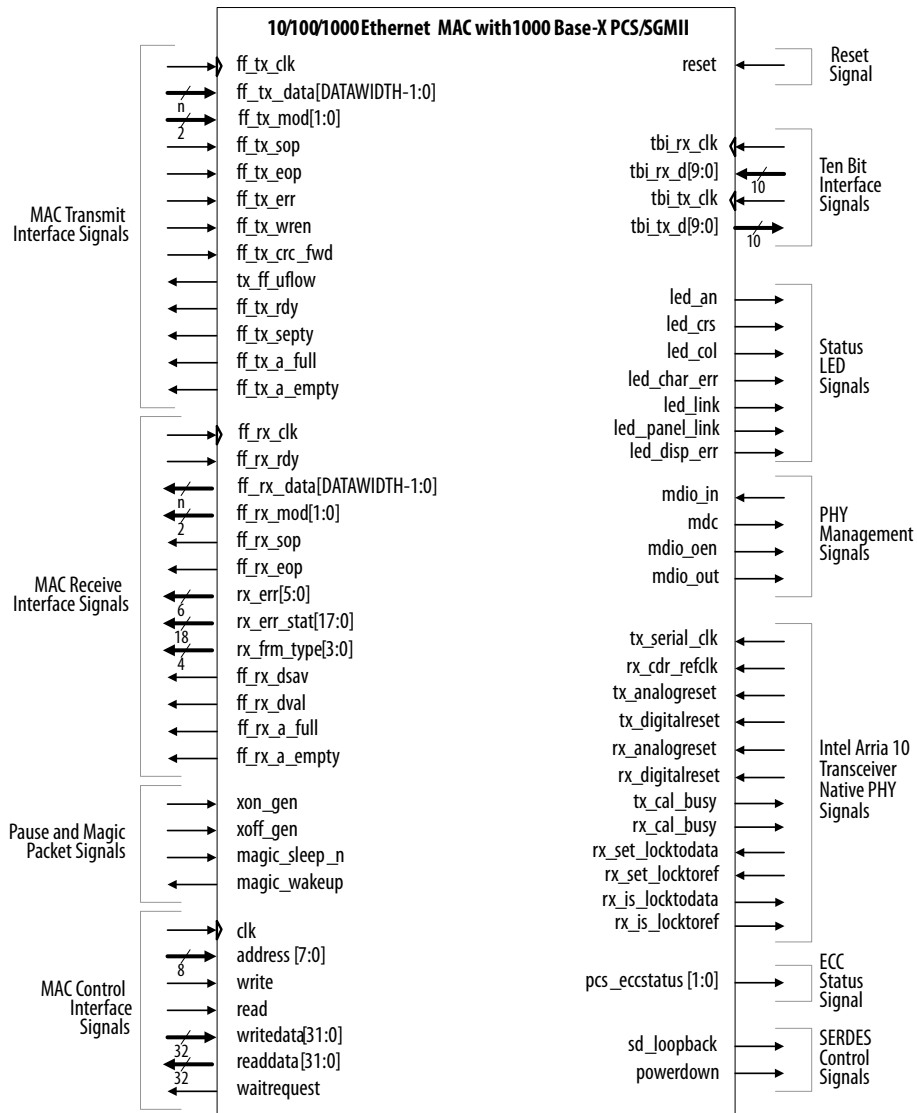 10/100/1000 Ethernet MAC with 1000 Base-X PCS/SGMII
MAC Transmit
Interface Signals
ff_tx_clk
ff_tx_data[DATAWIDTH-1:0]
n
ff_tx_mod[1:0]
2
ff_tx_sop
ff_tx_eop
ff_tx_err
ff_tx_wren
ff_tx_crc_fwd
tx_ff_uflow
ff_tx_rdy
ff_tx_septy
ff_tx_a_full
ff_tx_a_empty
MAC Receive
Interface Signals
ff_rx_clk
ff_rx_rdy
ff_rx_data[DATAWIDTH-1:0]
n
ff_rx_mod[1:0]
2
ff_rx_sop
ff_rx_eop
rx_err[5:0]
6
rx_err_stat[17:0]
18
rx_frm_type[3:0]
4
ff_rx_dsav
ff_rx_dval
ff_rx_a_full
ff_rx_a_empty
Pause and Magic
Packet Signals
xon_gen
xoff_gen
magic_sleep_n
magic_wakeup
MAC Control
Interface
Signals
clk
address [7:0]
8
write
read
writedata[31:0]
32
readdata[31:0]
32
waitrequest
reset
Reset
Signal
tbi_rx_clk
tbi_rx_d[9:0]
10
tbi_tx_clk
tbi_tx_d[9:0]
10
Ten Bit
Interface
Signals
led_an
led_crs
led_col
led_char_err
led_link
led_panel_link
led_disp_err
Status
LED
Signals
mdio_in
mdc
mdio_oen
mdio_out
PHY
Management
Signals
tx_serial_clk
rx_cdr_refclk
tx_analogreset
tx_digitalreset
rx_analogreset
rx_digitalreset
tx_cal_busy
rx_cal_busy
rx_set_locktodata
rx_set_locktoref
rx_is_locktodata
rx_is_locktoref
Intel Arria 10
Transceiver
Native PHY
Signals
pcs_eccstatus [1:0]
ECC
Status
Signal
sd_loopback
powerdown
SERDES
Control
Signals